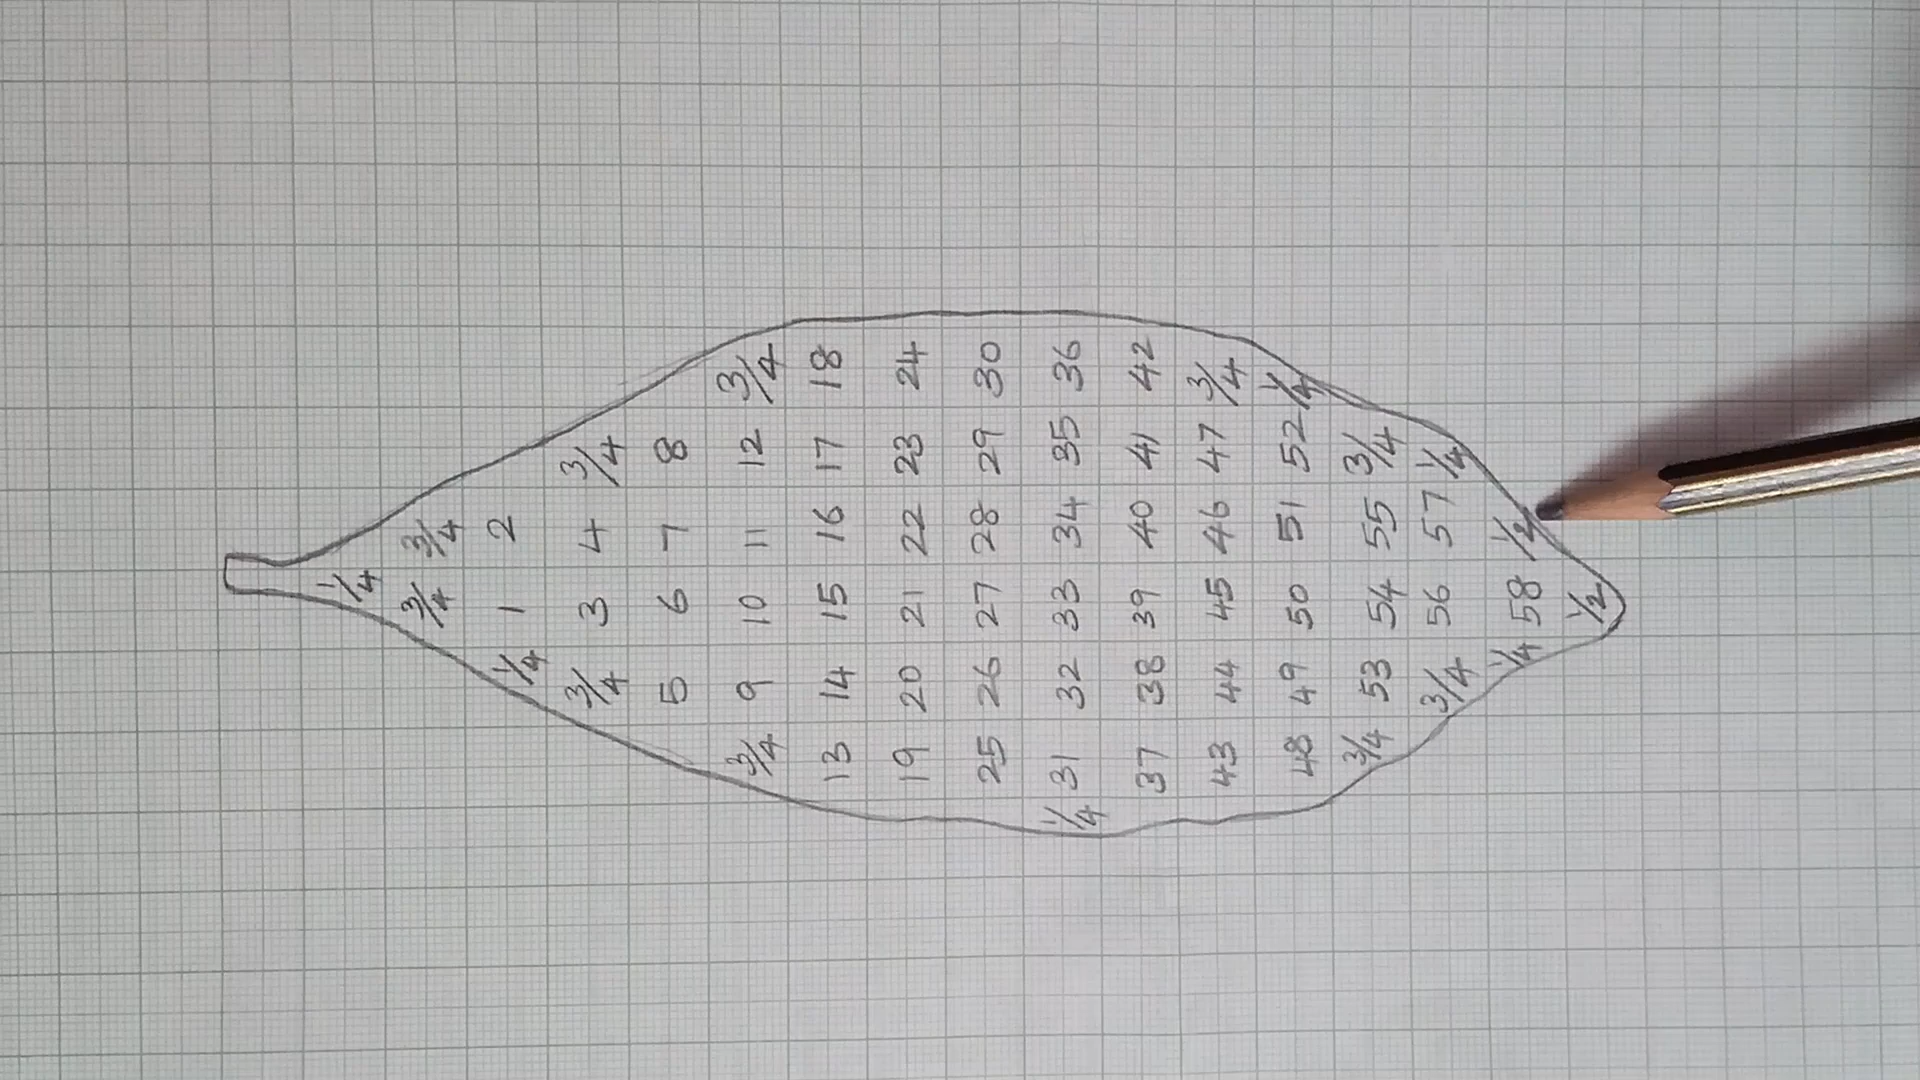 1/4
3/4 3/4
1/4 1 2
3/4 3 4 3/4
5 6 7 8
3/4 9 10 11 12 3/4
13 14 15 16 17 18
19 20 21 22 23 24
25 26 27 28 29 30
1/4 31 32 33 34 35 36
37 38 39 40 41 42
43 44 45 46 47 3/4
48 49 50 51 52 1/4
3/4 53 54 55 3/4
3/4 56 57 1/4
1/4 58 1/2
1/2